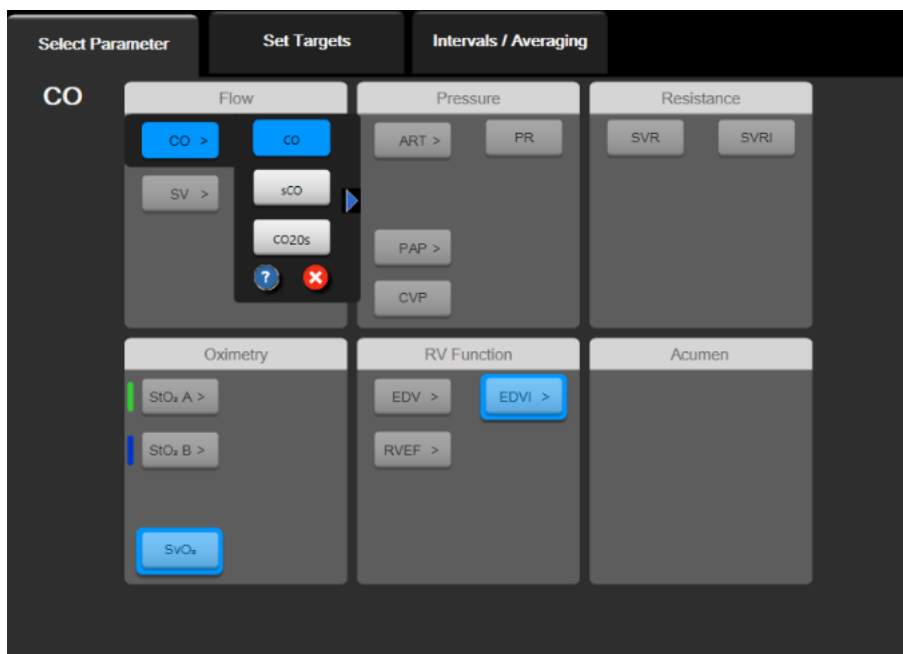 Select Parameter Set Targets Intervals / Averaging
CO
Flow Pressure Resistance
CO > CO ART > PR SVR SVRI
SV > sCO
CO20s PAP >
? CVP
Oximetry RV Function Acumen
StO₂ A > EDV > EDVI >
StO₂ B > RVEF >
SvO₂